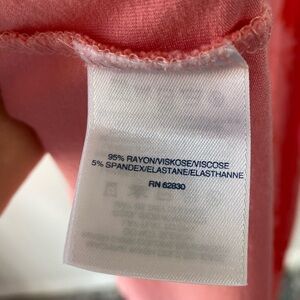 95% RAYON/VISKOSE/VISCOSE
5% SPANDEX/ELASTANE/ELASTHANNE
RN 62830